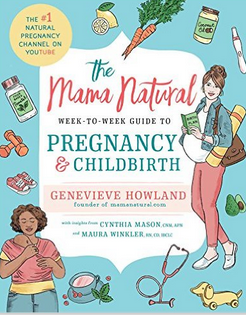 THE #1
NATURAL
PREGNANCY
CHANNEL ON
YOUTUBE
the
Mama Natural
WEEK-TO-WEEK GUIDE TO
PREGNANCY
& CHILDBIRTH
GENEVIEVE HOWLAND
founder of mamanatural.com
with insights from CYNTHIA MASON, CNM, APN
and MAURA WINKLER, RN, CD, IBCLC